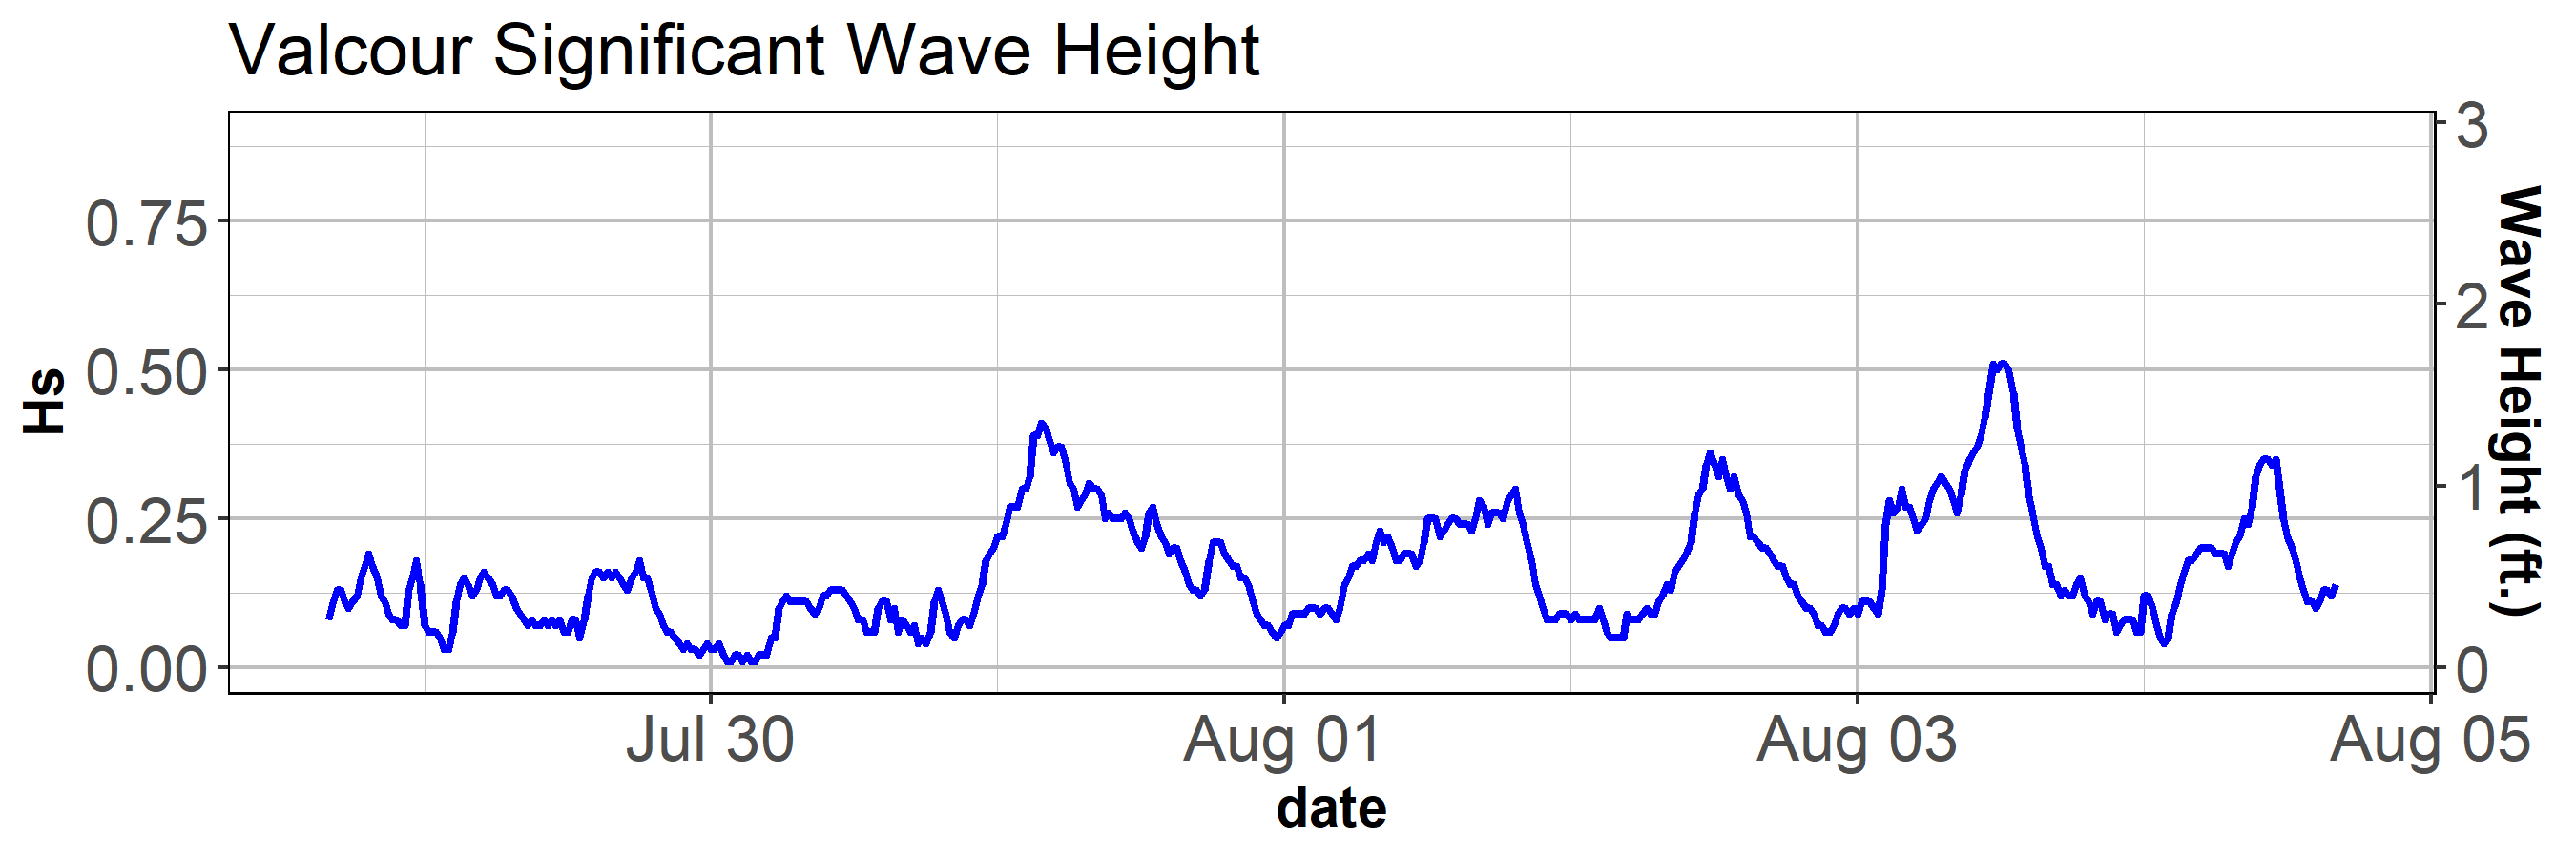 Valcour Significant Wave Height
Hs
0.75
0.50
0.25
0.00
3
2
1
0
Wave Height (ft.)
Jul 30
Aug 01
Aug 03
Aug 05
date